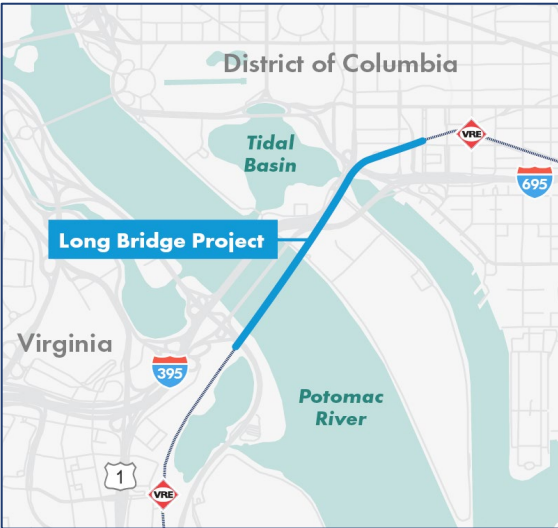 District of Columbia
Tidal
Basin
VRE
695
Long Bridge Project
Virginia
395
Potomac
River
1
VRE